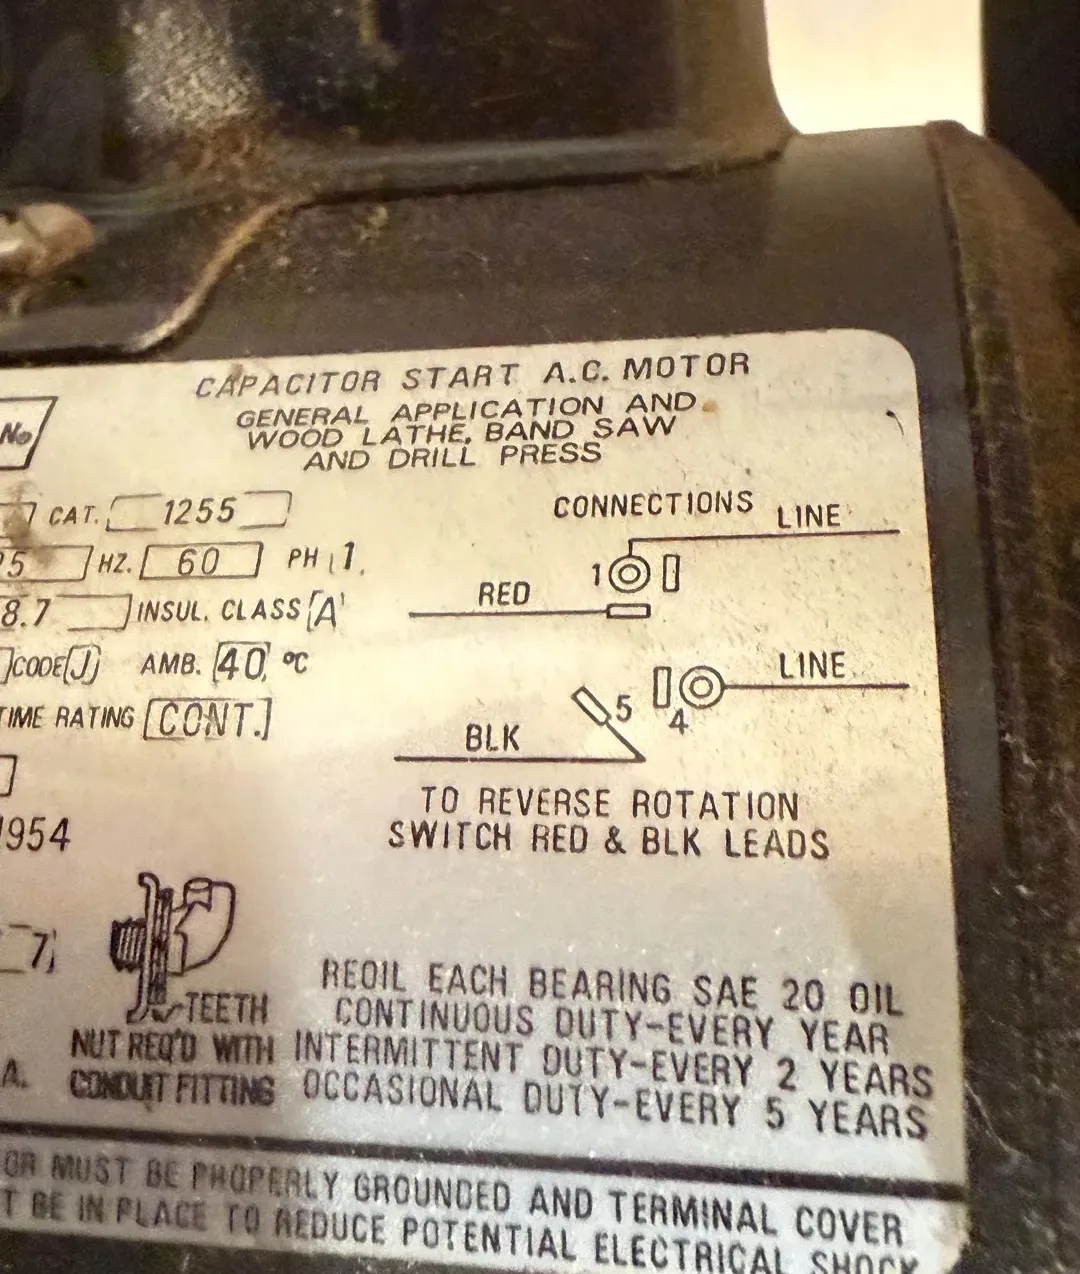 CAPACITOR START A.C. MOTOR
GENERAL APPLICATION AND
WOOD LATHE, BAND SAW
AND DRILL PRESS
No
CAT. 1255
5 HZ. 60 PH 1
8.7 INSUL. CLASS A
CODE J AMB. 40 °C
TIME RATING CONT.
1954
7
CONNECTIONS
LINE
1
RED
LINE
5
4
BLK
TO REVERSE ROTATION
SWITCH RED & BLK LEADS
TEETH
NUT REQ'D WITH
CONDUIT FITTING
A.
REOIL EACH BEARING SAE 20 OIL
CONTINUOUS DUTY-EVERY YEAR
INTERMITTENT DUTY-EVERY 2 YEARS
OCCASIONAL DUTY-EVERY 5 YEARS
OR MUST BE PROPERLY GROUNDED AND TERMINAL COVER
T BE IN PLACE TO REDUCE POTENTIAL ELECTRICAL SHOCK